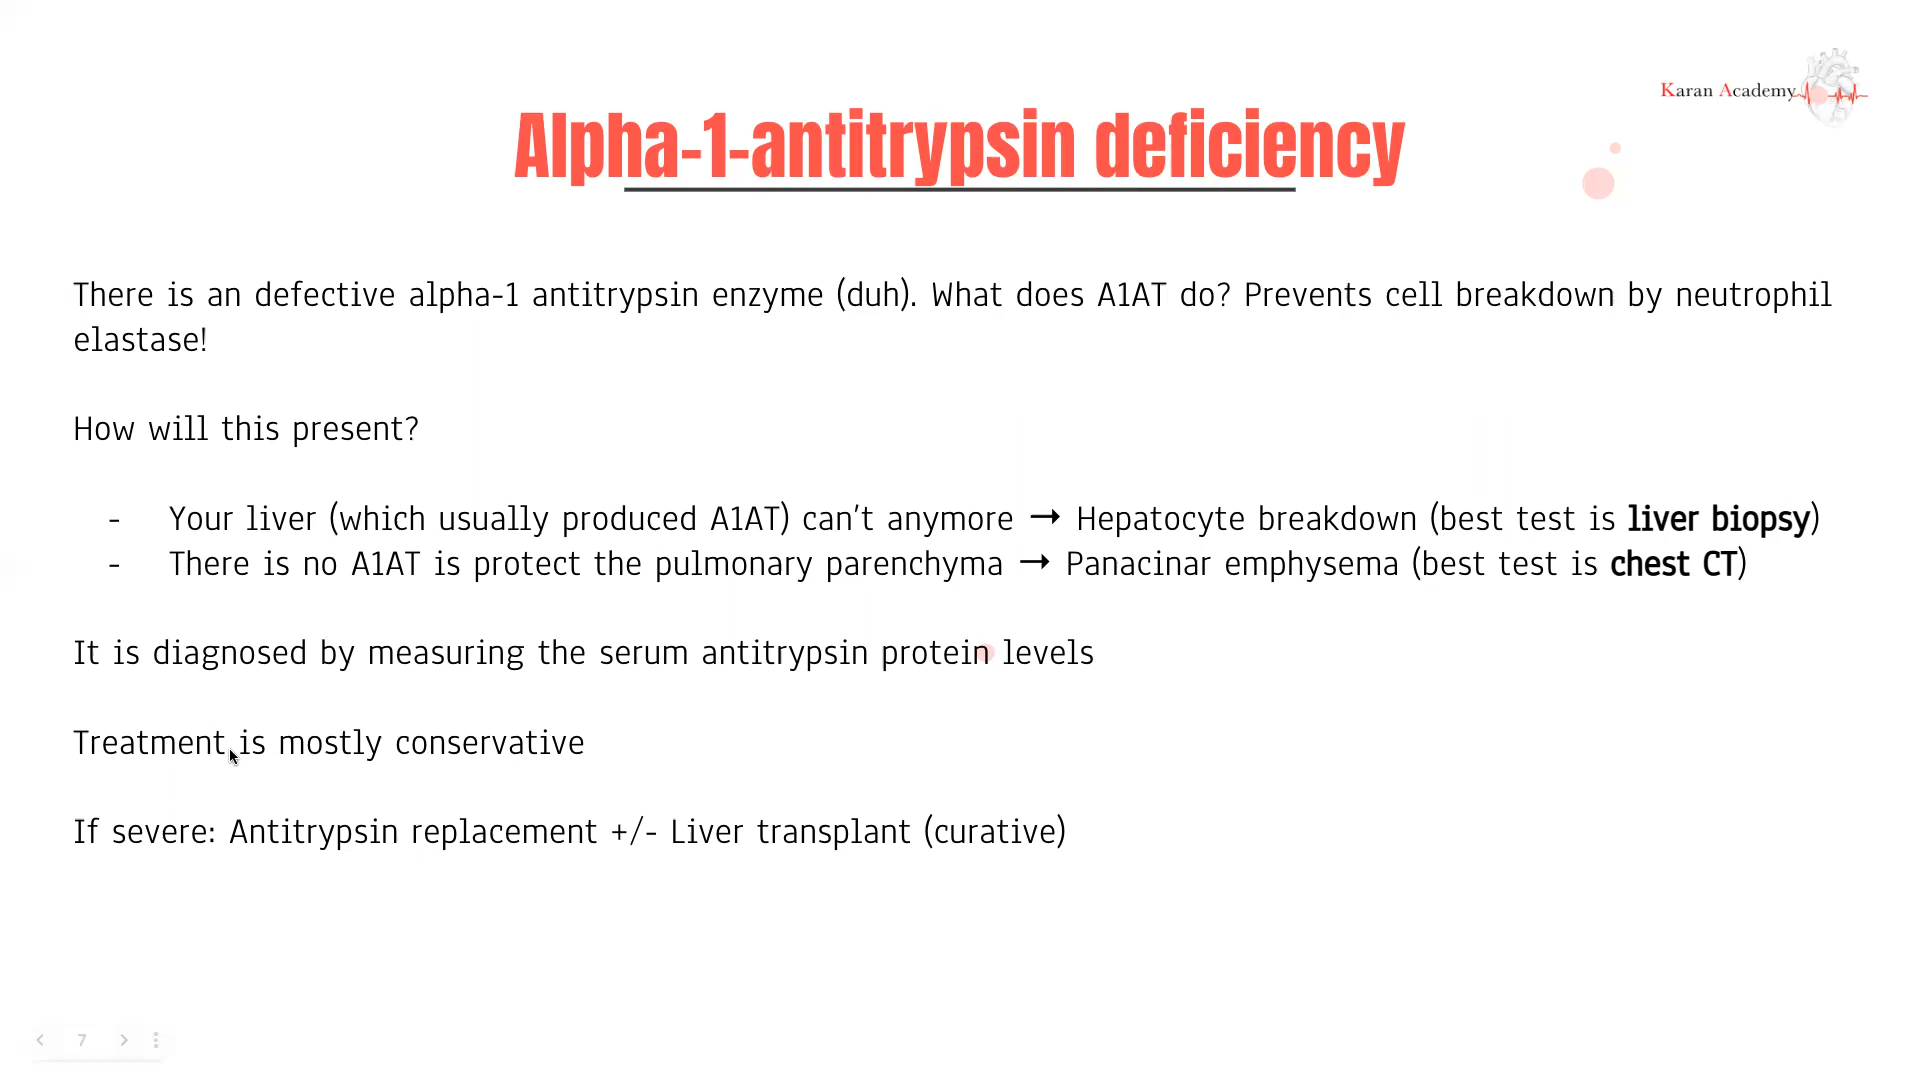 Karan Academy
Alpha-1-antitrypsin deficiency
There is an defective alpha-1 antitrypsin enzyme (duh). What does A1AT do? Prevents cell breakdown by neutrophil
elastase!
How will this present?
- Your liver (which usually produced A1AT) can't anymore → Hepatocyte breakdown (best test is liver biopsy)
- There is no A1AT is protect the pulmonary parenchyma → Panacinar emphysema (best test is chest CT)
It is diagnosed by measuring the serum antitrypsin protein levels
Treatment is mostly conservative
If severe: Antitrypsin replacement +/- Liver transplant (curative)
7